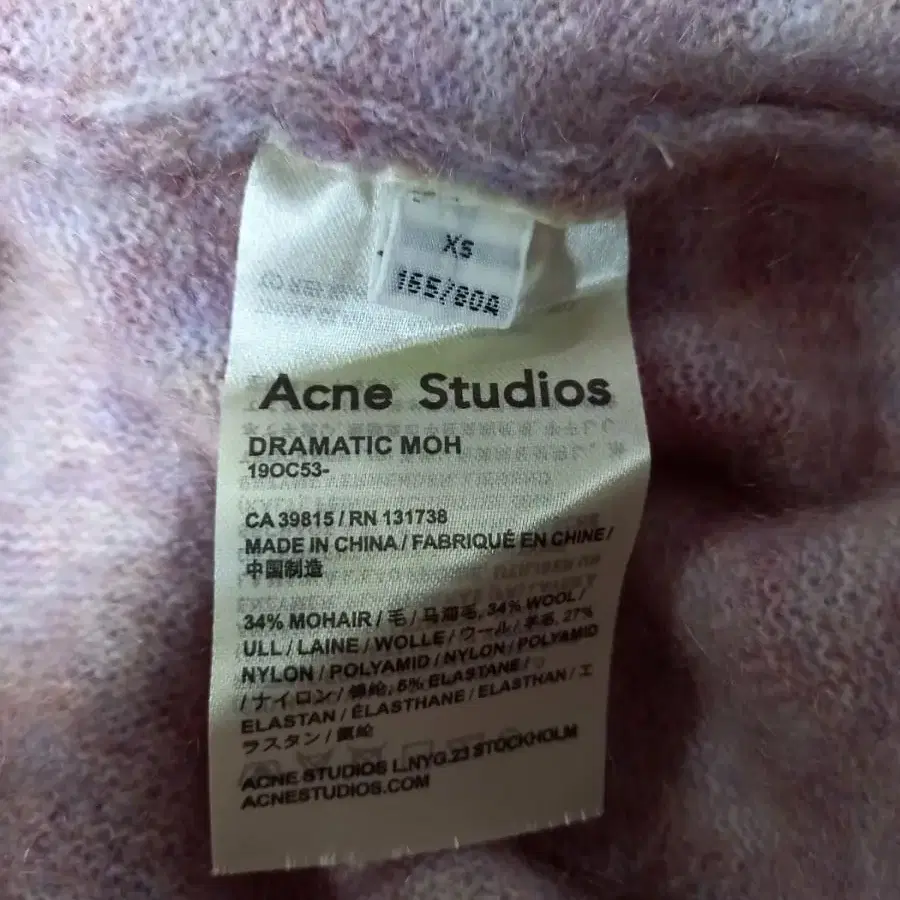 XS
165/80A
Acne Studios
DRAMATIC MOH
19OC53-
CA 39815 / RN 131738
MADE IN CHINA / FABRIQUÉ EN CHINE /
中国制造
34% MOHAIR / 毛 / 马海毛, 34% WOOL /
ULL / LAINE / WOLLE / ウール / 羊毛, 27%
NYLON / POLYAMID / NYLON / POLYAMID
/ ナイロン / 锦纶, 5% ELASTANE /
ELASTAN / ÉLASTHANE / ELASTHAN / エ
ラスタン / 氨纶
ACNE STUDIOS L.NYG.23 STOCKHOLM
ACNESTUDIOS.COM